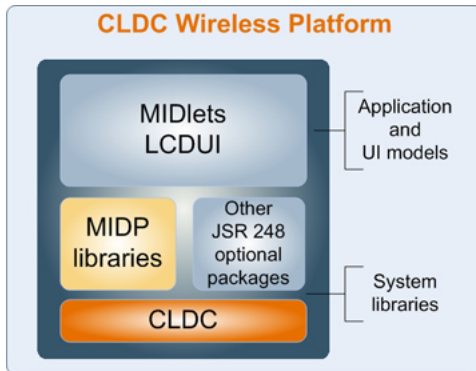 CLDC Wireless Platform
MIDlets
LCDUI
Application
and
UI models
MIDP
libraries
Other
JSR 248
optional
packages
System
libraries
CLDC